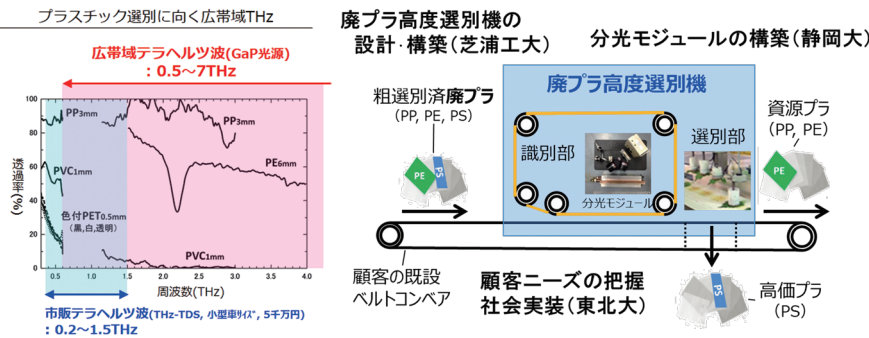 プラスチック選別に向く広帯域THz
広帯域テラヘルツ波(GaP光源)
：0.5～7THz
透過率(%)
100
80
60
40
20
0
PP3mm
PP3mm
PVC1mm
PE6mm
色付PET0.5mm
（黒,白,透明）
PVC1mm
0.5
1.0
1.5
2.0
2.5
3.0
3.5
4.0
周波数(THz)
市販テラヘルツ波(THz-TDS, 小型車ｻｲｽﾞ, 5千万円)
：0.2～1.5THz
廃プラ高度選別機の
設計･構築(芝浦工大)
分光モジュールの構築(静岡大)
廃プラ高度選別機
粗選別済廃プラ
(PP, PE, PS)
PE
PS
識別部
分光モジュール
選別部
資源プラ
(PP, PE)
PE
顧客の既設
ベルトコンベア
顧客ニーズの把握
社会実装(東北大)
PS
高価プラ
(PS)